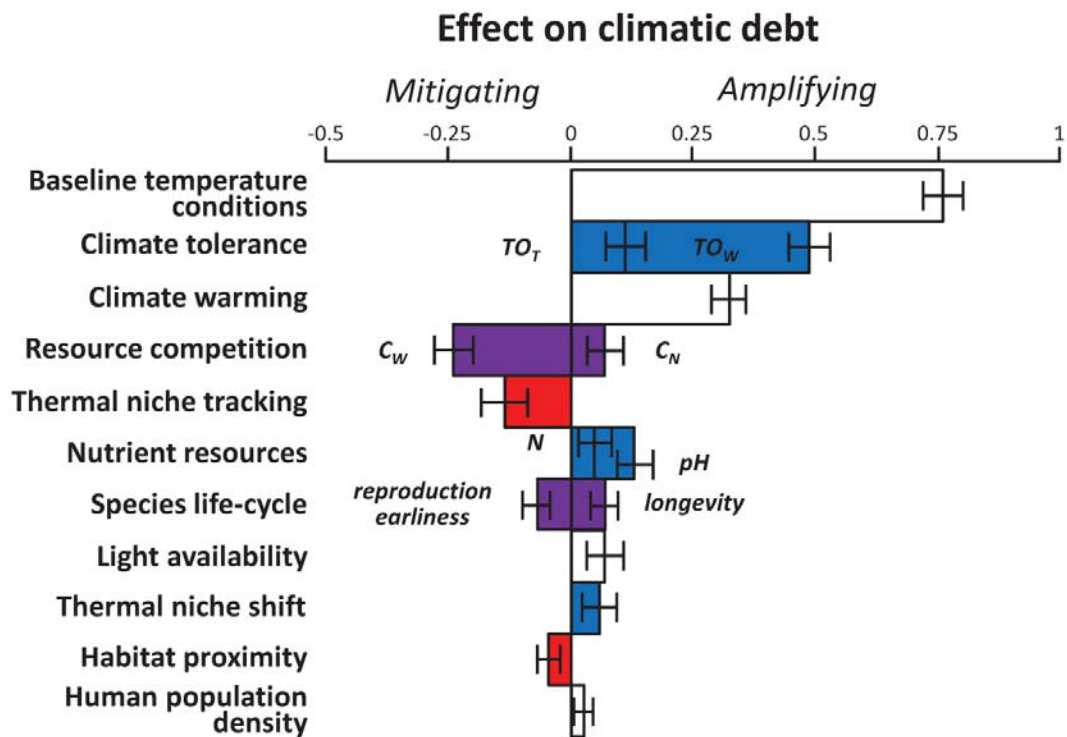 Effect on climatic debt
Mitigating Amplifying
-0.5 -0.25 0 0.25 0.5 0.75 1
Baseline temperature
conditions
Climate tolerance TO_T TO_W
Climate warming
Resource competition C_W C_N
Thermal niche tracking
N
Nutrient resources pH
Species life-cycle reproduction
earliness longevity
Light availability
Thermal niche shift
Habitat proximity
Human population
density